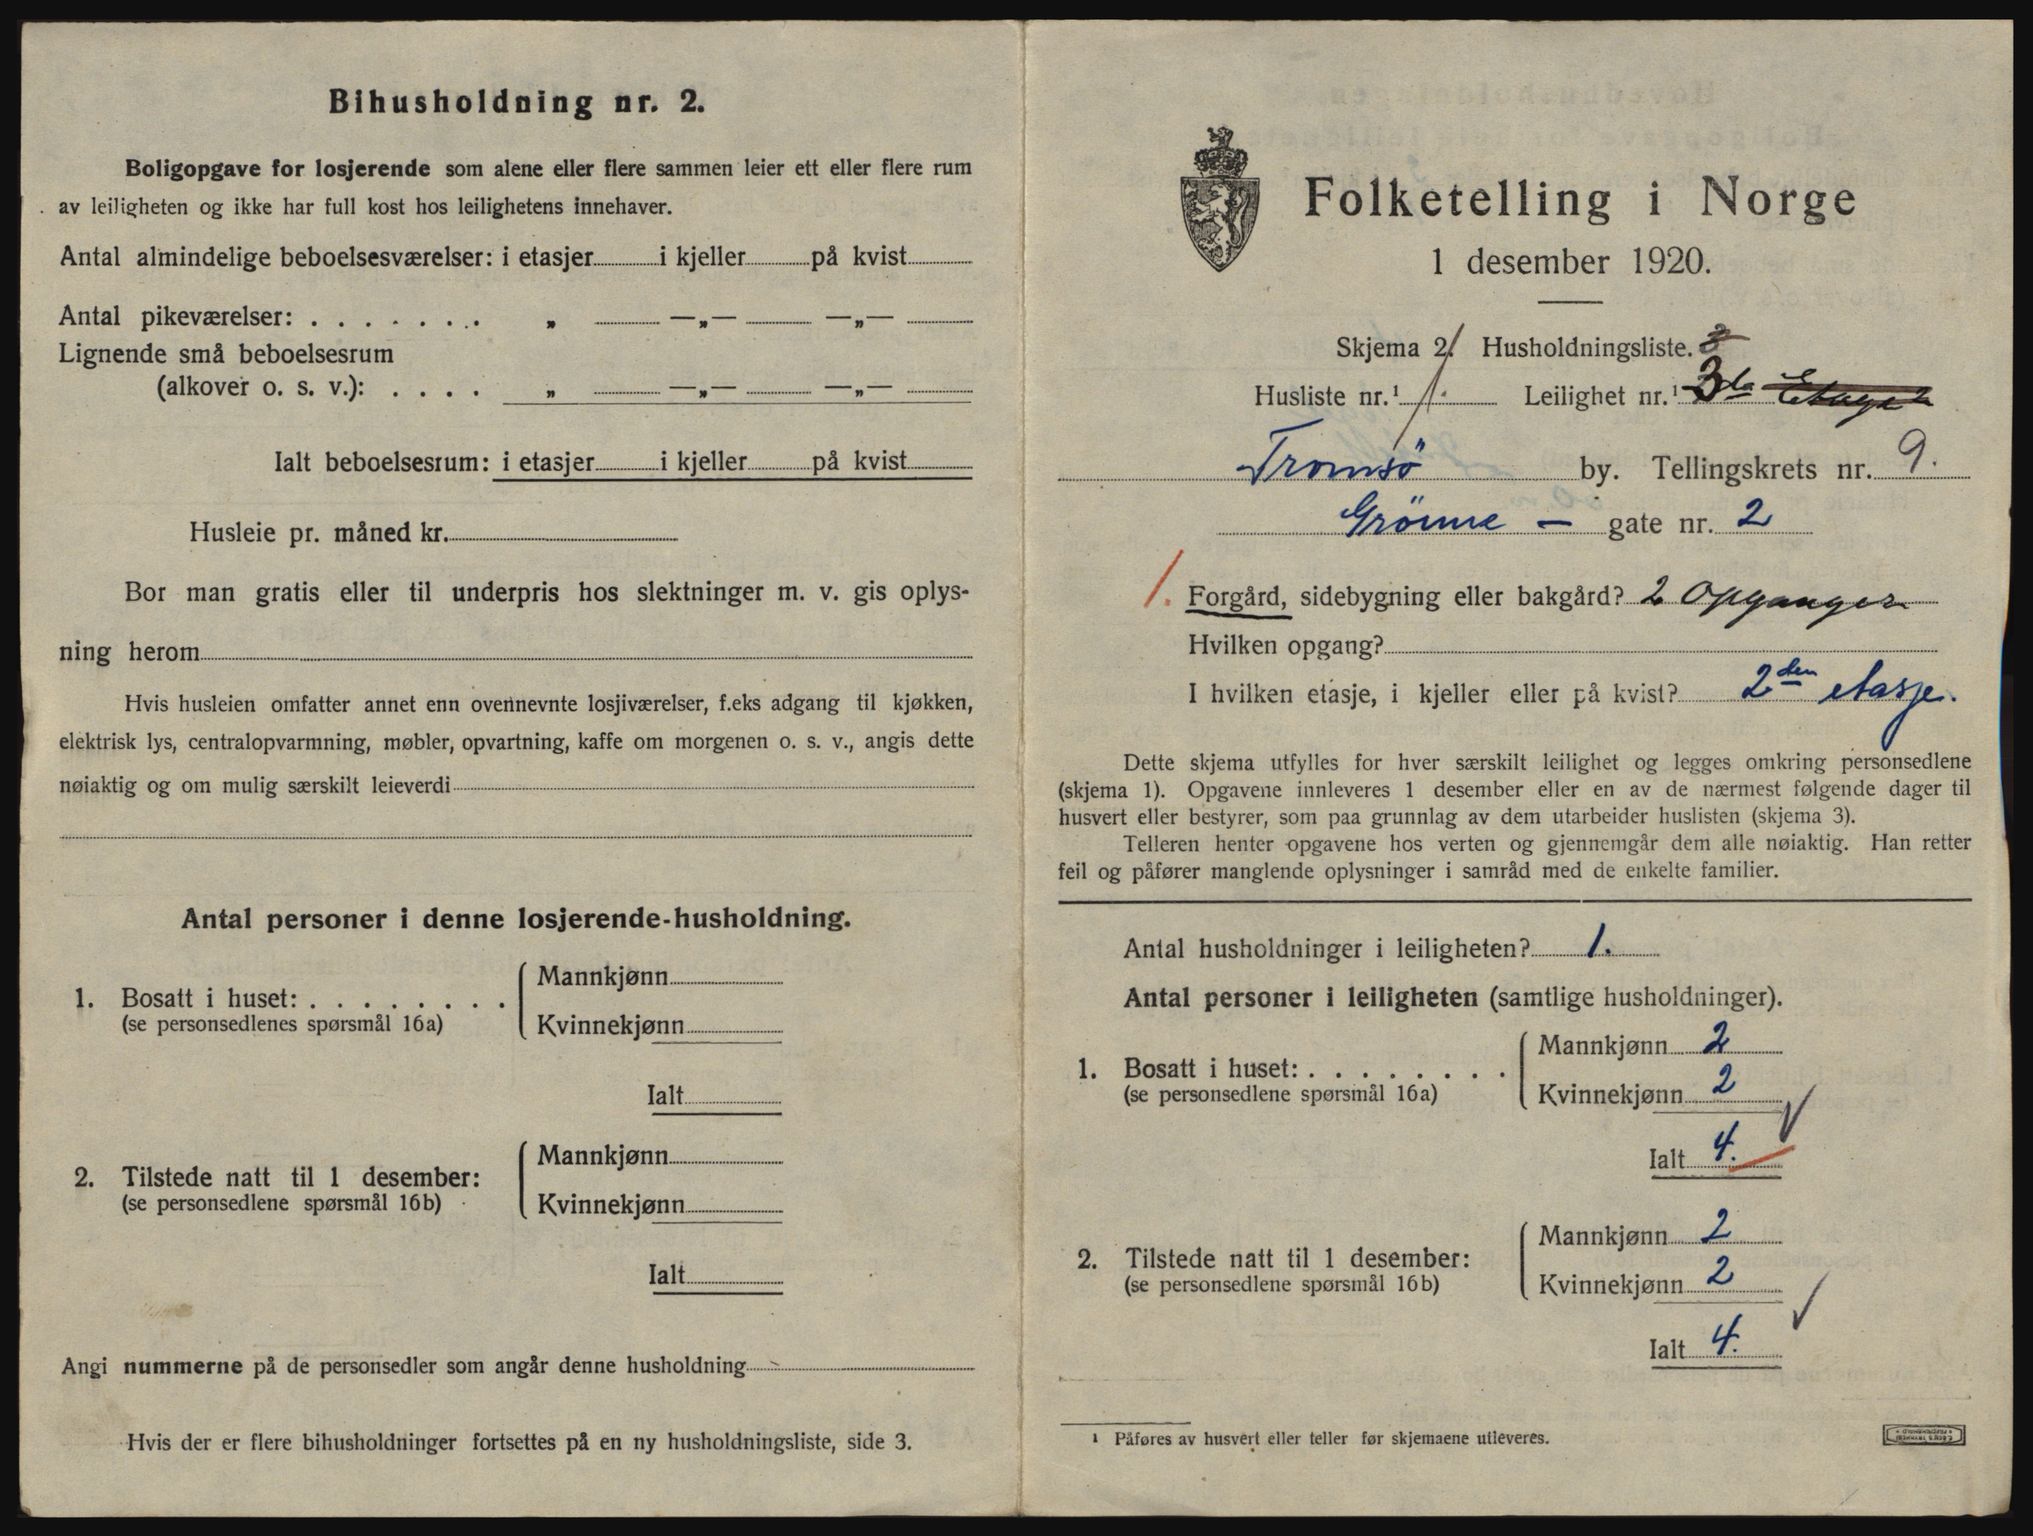 Bihusholdning nr. 2.
Boligopgave for losjerende som alene eller flere sammen leier ett eller flere rum
av leiligheten og ikke har full kost hos leilighetens innehaver.
Antal almindelige beboelsesværelser: i etasjer i kjeller på kvist
Antal pikeværelser: . . . . . . . „ —„— —„—
Lignende små beboelsesrum
(alkover o. s. v.): . . . . „ —„— —„—
Ialt beboelsesrum: i etasjer i kjeller på kvist
Husleie pr. måned kr.
Bor man gratis eller til underpris hos slektninger m. v. gis oplys-
ning herom
Hvis husleien omfatter annet enn ovennevnte losjiværelser, f.eks adgang til kjøkken,
elektrisk lys, centralopvarmning, møbler, opvartning, kaffe om morgenen o. s. v., angis dette
nøiaktig og om mulig særskilt leieverdi
Antal personer i denne losjerende-husholdning.
1. Bosatt i huset: . . . . . . . .
(se personsedlenes spørsmål 16a)
Mannkjønn
Kvinnekjønn
Ialt
2. Tilstede natt til 1 desember:
(se personsedlene spørsmål 16b)
Mannkjønn
Kvinnekjønn
Ialt
Angi nummerne på de personsedler som angår denne husholdning
Hvis der er flere bihusholdninger fortsettes på en ny husholdningsliste, side 3.
Folketelling i Norge
1 desember 1920.
Skjema 2. Husholdningsliste. 3
Husliste nr.¹ 1. Leilighet nr.¹ 3de Etage
Tromsø by. Tellingskrets nr. 9.
Grønne — gate nr. 2
1. Forgård, sidebygning eller bakgård? 2 Opganger
Hvilken opgang?
I hvilken etasje, i kjeller eller på kvist? 2den etasje.
Dette skjema utfylles for hver særskilt leilighet og legges omkring personsedlene
(skjema 1). Opgavene innleveres 1 desember eller en av de nærmest følgende dager til
husvert eller bestyrer, som paa grunnlag av dem utarbeider huslisten (skjema 3).
Telleren henter opgavene hos verten og gjennemgår dem alle nøiaktig. Han retter
feil og påfører manglende oplysninger i samråd med de enkelte familier.
Antal husholdninger i leiligheten? 1.
Antal personer i leiligheten (samtlige husholdninger).
1. Bosatt i huset: . . . . . . . .
(se personsedlene spørsmål 16a)
Mannkjønn 2
Kvinnekjønn 2
Ialt 4.
2. Tilstede natt til 1 desember:
(se personsedlene spørsmål 16b)
Mannkjønn 2
Kvinnekjønn 2
Ialt 4.
¹ Påføres av husvert eller teller før skjemaene utleveres.